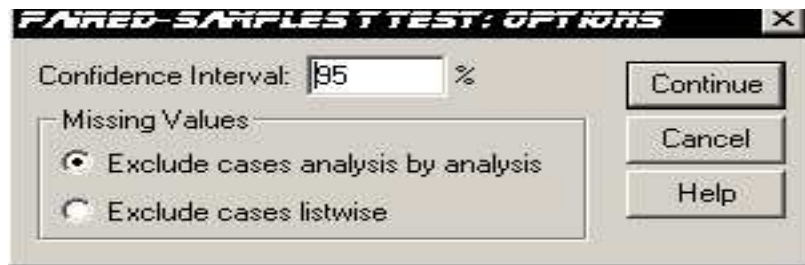 PAIRED-SAMPLES T TEST: OPTIONS
Confidence Interval: 95 %
Continue
Missing Values
Cancel
Exclude cases analysis by analysis
Help
Exclude cases listwise